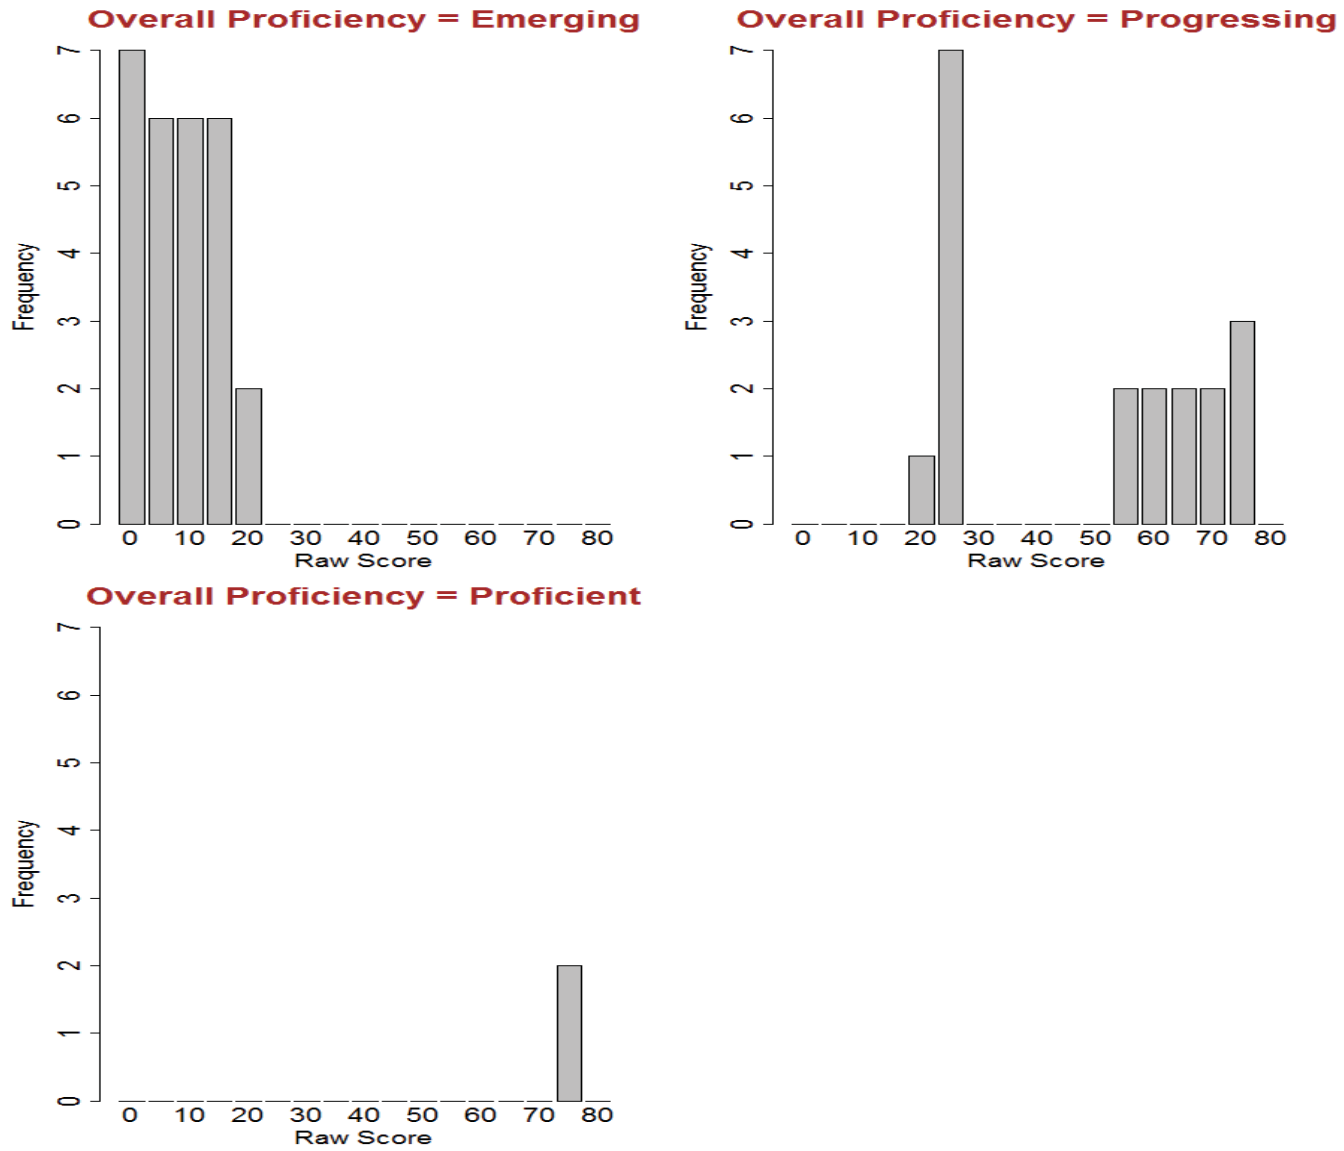 Overall Proficiency = Emerging
7
6
5
4
3
2
1
0
Frequency
0 10 20 30 40 50 60 70 80
Raw Score
Overall Proficiency = Progressing
7
6
5
4
3
2
1
0
Frequency
0 10 20 30 40 50 60 70 80
Raw Score
Overall Proficiency = Proficient
7
6
5
4
3
2
1
0
Frequency
0 10 20 30 40 50 60 70 80
Raw Score